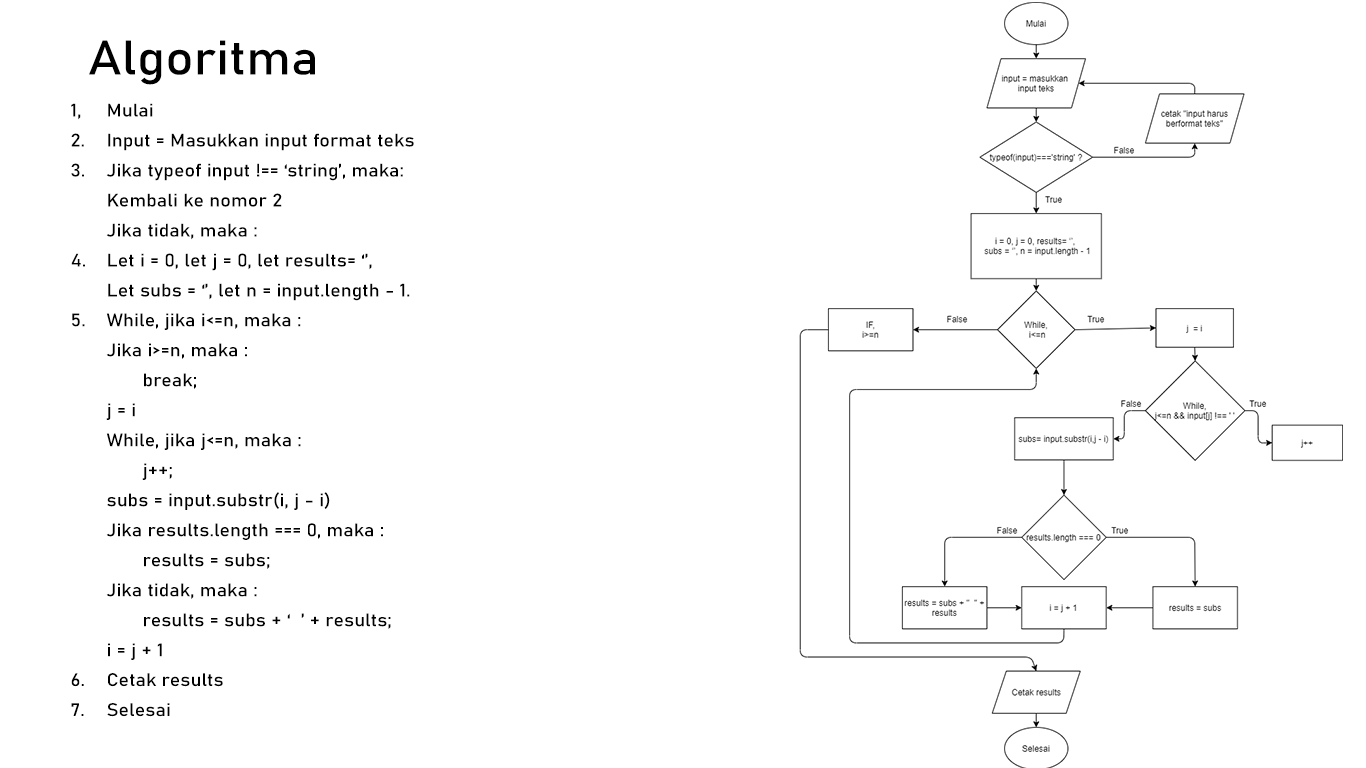 Algoritma
1, Mulai
2. Input = Masukkan input format teks
3. Jika typeof input !== ‘string’, maka:
Kembali ke nomor 2
Jika tidak, maka :
4. Let i = 0, let j = 0, let results= ‘’,
Let subs = ‘’, let n = input.length – 1.
5. While, jika i<=n, maka :
Jika i>=n, maka :
break;
j = i
While, jika j<=n, maka :
j++;
subs = input.substr(i, j – i)
Jika results.length === 0, maka :
results = subs;
Jika tidak, maka :
results = subs + ‘  ’ + results;
i = j + 1
6. Cetak results
7. Selesai
Mulai
input = masukkan
input teks
cetak "input harus
berformat teks"
typeof(input)==='string' ?
False
True
i = 0, j = 0, results= '',
subs = '', n = input.length - 1
IF,
i>=n
False
While,
i<=n
True
j = i
While,
j<=n && input[j] !== ' '
False
True
subs= input.substr(i,j - i)
j++
False
results.length === 0
True
results = subs + "  " +
results
i = j + 1
results = subs
Cetak results
Selesai